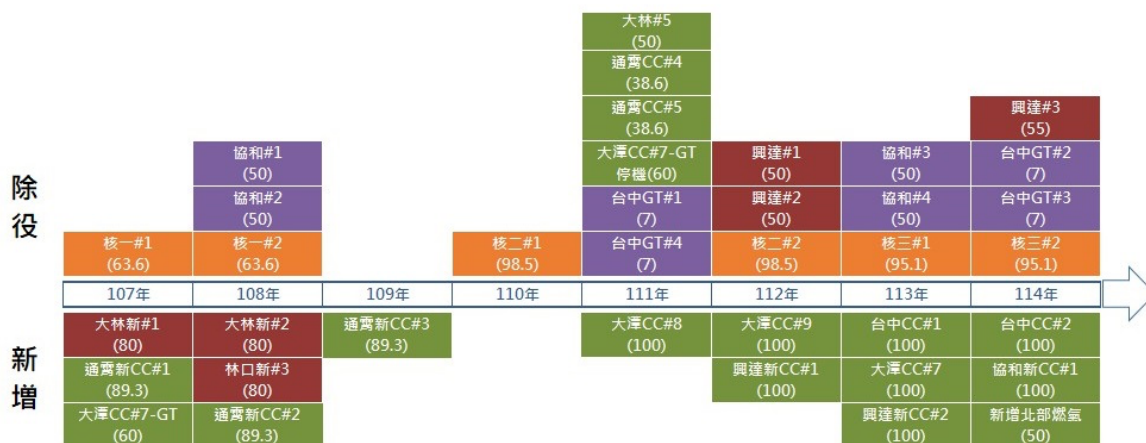 大林#5
(50)
通霄CC#4
(38.6)
通霄CC#5
(38.6)
興達#3
(55)
協和#1
(50)
大潭CC#7-GT
停機(60)
興達#1
(50)
協和#3
(50)
台中GT#2
(7)
除役
協和#2
(50)
台中GT#1
(7)
興達#2
(50)
協和#4
(50)
台中GT#3
(7)
核一#1
(63.6)
核一#2
(63.6)
核二#1
(98.5)
台中GT#4
(7)
核二#2
(98.5)
核三#1
(95.1)
核三#2
(95.1)
107年
108年
109年
110年
111年
112年
113年
114年
新增
大林新#1
(80)
大林新#2
(80)
通霄新CC#3
(89.3)
大潭CC#8
(100)
大潭CC#9
(100)
台中CC#1
(100)
台中CC#2
(100)
通霄新CC#1
(89.3)
林口新#3
(80)
興達新CC#1
(100)
大潭CC#7
(100)
協和新CC#1
(100)
大潭CC#7-GT
(60)
通霄新CC#2
(89.3)
興達新CC#2
(100)
新增北部燃氣
(50)